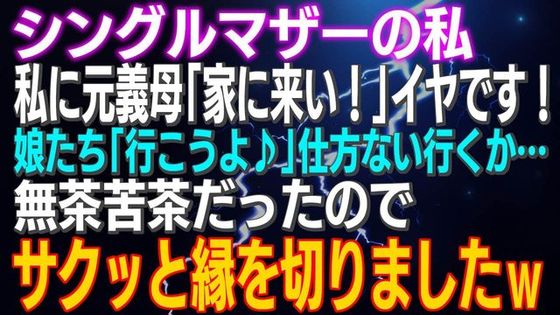 シングルマザーの私
私に元義母「家に来い！」イヤです！
娘たち「行こうよ♪」仕方ない行くか…
無茶苦茶だったので
サクッと縁を切りましたｗ